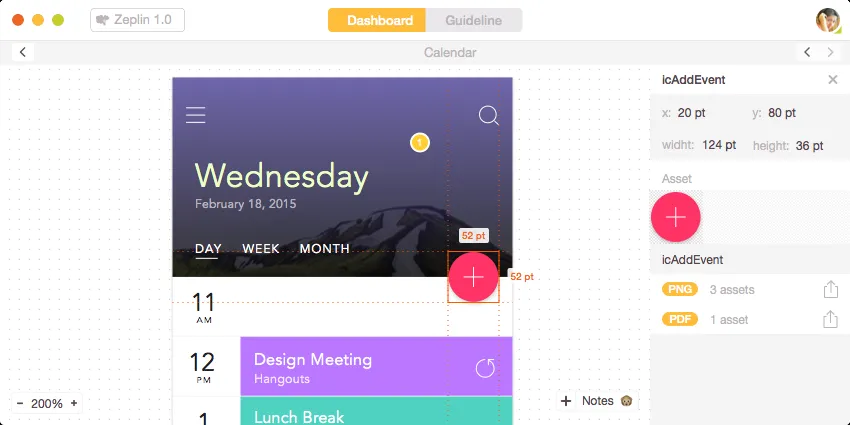 Zeplin 1.0
Dashboard
Guideline
Calendar
Wednesday
February 18, 2015
DAY WEEK MONTH
52 pt
52 pt
11
AM
12
PM
Design Meeting
Hangouts
1
Lunch Break
1
- 200% +
+ Notes
icAddEvent
x: 20 pt y: 80 pt
widht: 124 pt height: 36 pt
Asset
icAddEvent
PNG 3 assets
PDF 1 asset